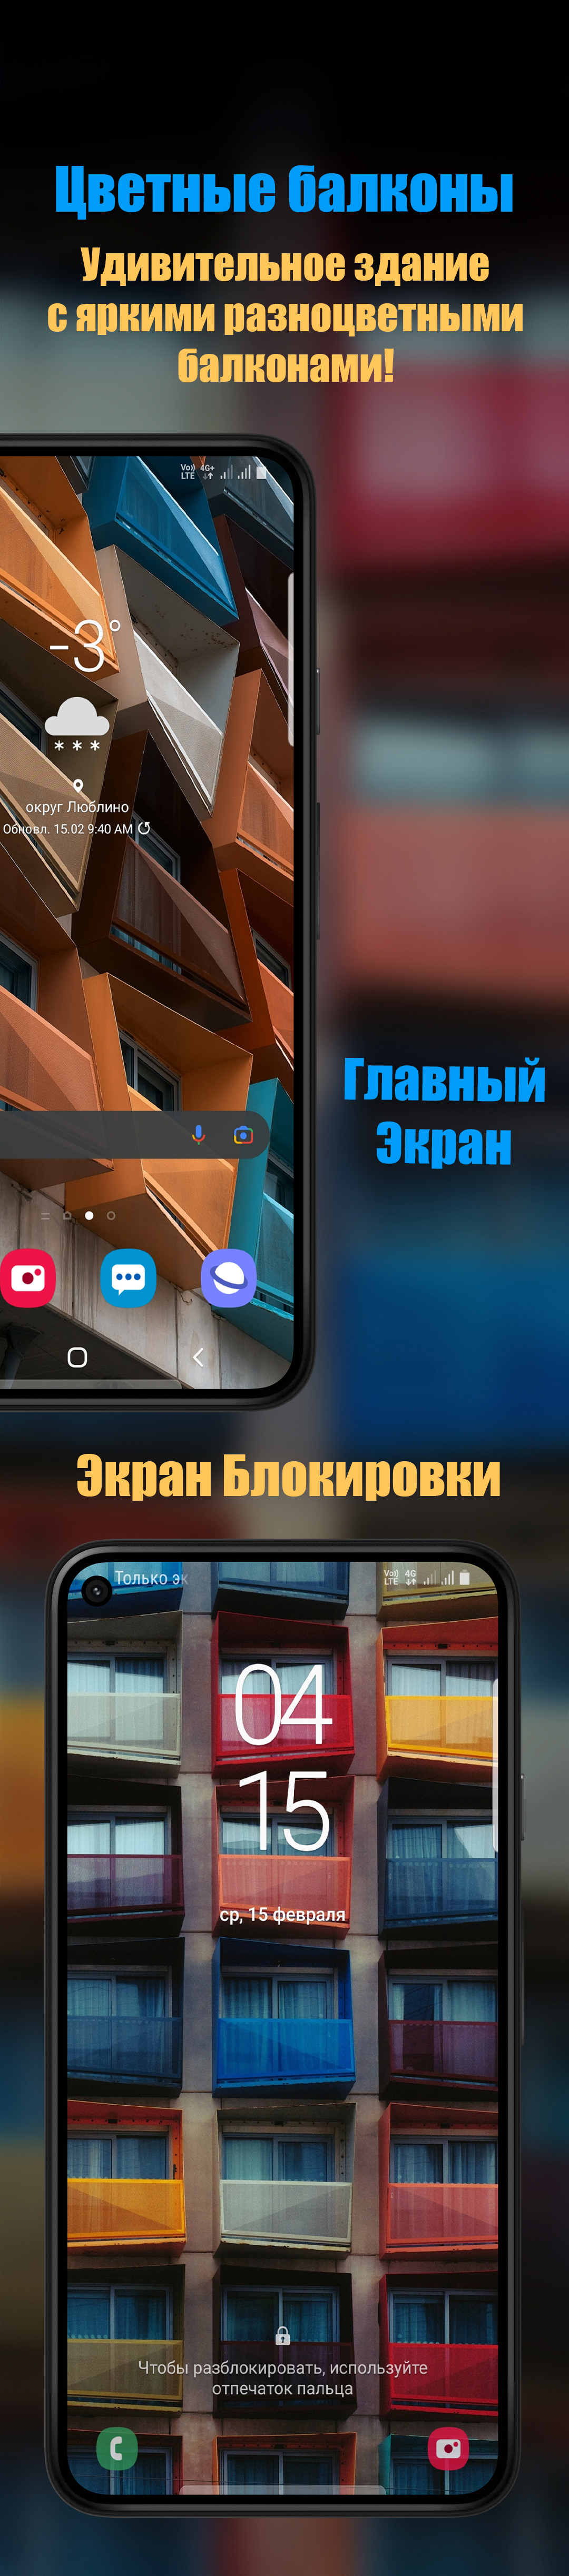 Цветные балконы
Удивительное здание
с яркими разноцветными
балконами!
Vo)) 4G+
LTE
-3°
округ Люблино
Обновл. 15.02 9:40 AM
Главный
Экран
Экран Блокировки
Только эк
Vo)) 4G
LTE
04
15
ср, 15 февраля
Чтобы разблокировать, используйте
отпечаток пальца